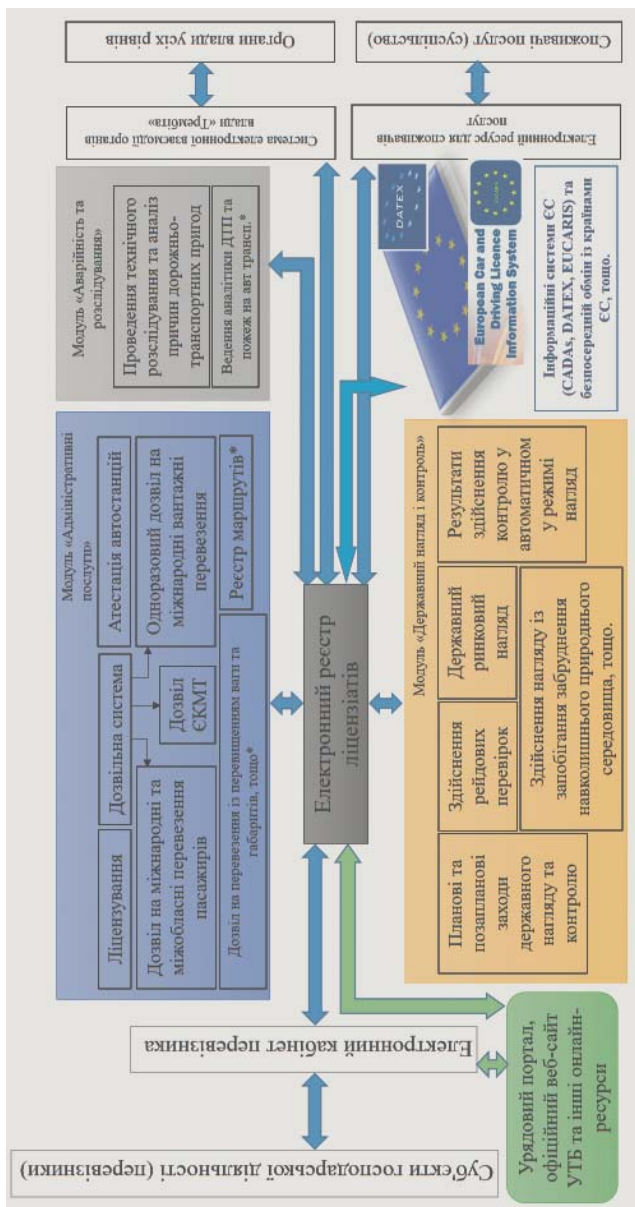 Суб'єкти господарської діяльності (перевізники)
Електронний кабінет перевізника
Урядовий портал,
офіційний веб-сайт
УТБ та інші онлайн-
ресурси
Модуль «Адміністративні
послуги»
Ліцензування
Дозвільна система
Атестація автостанцій
Дозвіл на міжнародні та
міжобласні перевезення
пасажирів
Дозвіл
ЄКМТ
Одноразовий дозвіл на
міжнародні вантажні
перевезення
Дозвіл на перевезення із перевищенням ваги та
габаритів, тощо*
Реєстр маршрутів*
Електронний реєстр
ліцензіатів
Модуль «Державний нагляд і контроль»
Планові та
позапланові
заходи
державного
нагляду та
контролю
Здійснення
рейдових
перевірок
Державний
ринковий
нагляд
Результати
здійснення
контролю у
автоматичном
у режимі
нагляд
Здійснення нагляду із
запобігання забруднення
навколишнього природнього
середовища, тощо.
Модуль «Аварійність та
розслідування»
Проведення технічного
розслідування та аналіз
причин дорожньо-
транспортних пригод
Ведення аналітики ДТП та
пожеж на авт трансп.*
Система електронної взаємодії органів
влади «Трембіта»
Органи влади усіх рівнів
Електронний ресурс для споживачів
послуг
Споживачі послуг (суспільство)
DATEX
European Car and
Driving Licence
Information System
Інформаційні системи ЄС
(CADAs, DATEX, EUCARIS) та
безпосередній обмін із країнами
ЄС, тощо.